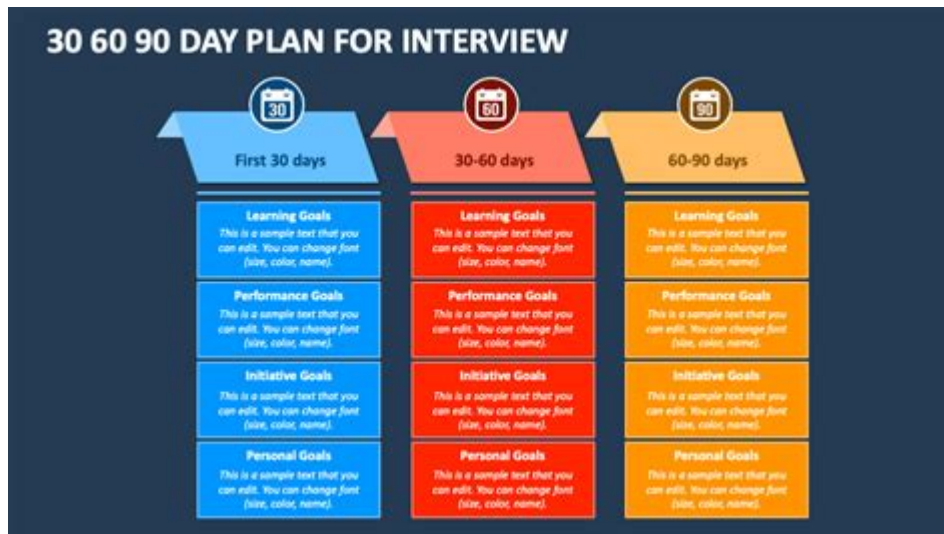 30 60 90 DAY PLAN FOR INTERVIEW
30
60
90
First 30 days
30-60 days
60-90 days
Learning Goals
This is a sample text that you
can edit. You can change font
(size, color, name).
Performance Goals
This is a sample text that you
can edit. You can change font
(size, color, name).
Initiative Goals
This is a sample text that you
can edit. You can change font
(size, color, name).
Personal Goals
This is a sample text that you
can edit. You can change font
(size, color, name).
Learning Goals
This is a sample text that you
can edit. You can change font
(size, color, name).
Performance Goals
This is a sample text that you
can edit. You can change font
(size, color, name).
Initiative Goals
This is a sample text that you
can edit. You can change font
(size, color, name).
Personal Goals
This is a sample text that you
can edit. You can change font
(size, color, name).
Learning Goals
This is a sample text that you
can edit. You can change font
(size, color, name).
Performance Goals
This is a sample text that you
can edit. You can change font
(size, color, name).
Initiative Goals
This is a sample text that you
can edit. You can change font
(size, color, name).
Personal Goals
This is a sample text that you
can edit. You can change font
(size, color, name).